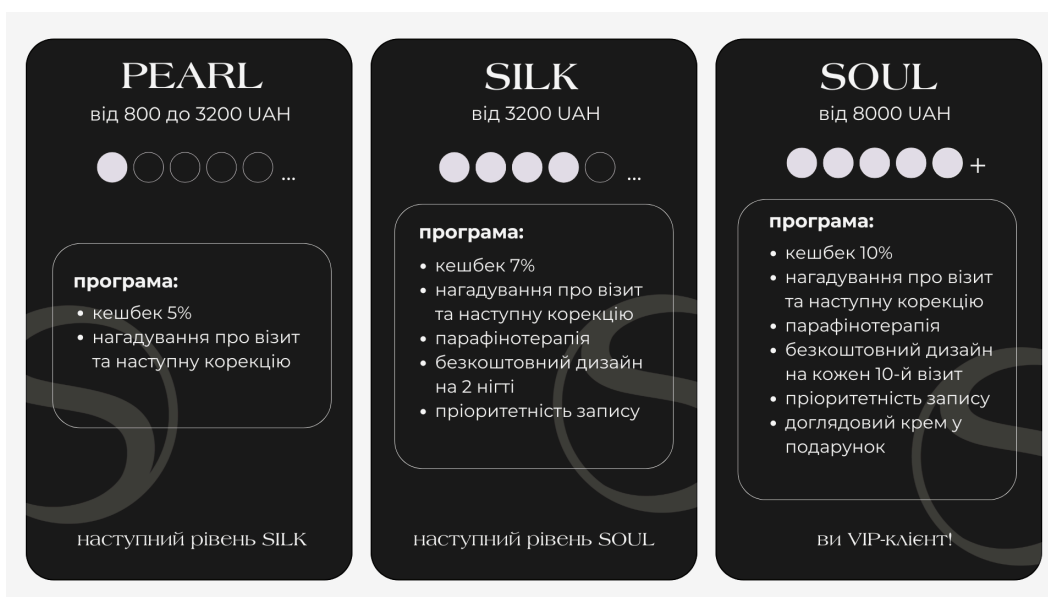 PEARL
від 800 до 3200 UAH
...
програма:
• кешбек 5%
• нагадування про візит
та наступну корекцію
наступний рівень SILK
SILK
від 3200 UAH
...
програма:
• кешбек 7%
• нагадування про візит
та наступну корекцію
• парафінотерапія
• безкоштовний дизайн
на 2 нігті
• пріоритетність запису
наступний рівень SOUL
SOUL
від 8000 UAH
+
програма:
• кешбек 10%
• нагадування про візит
та наступну корекцію
• парафінотерапія
• безкоштовний дизайн
на кожен 10-й візит
• пріоритетність запису
• доглядовий крем у
подарунок
ви VIP-клієнт!